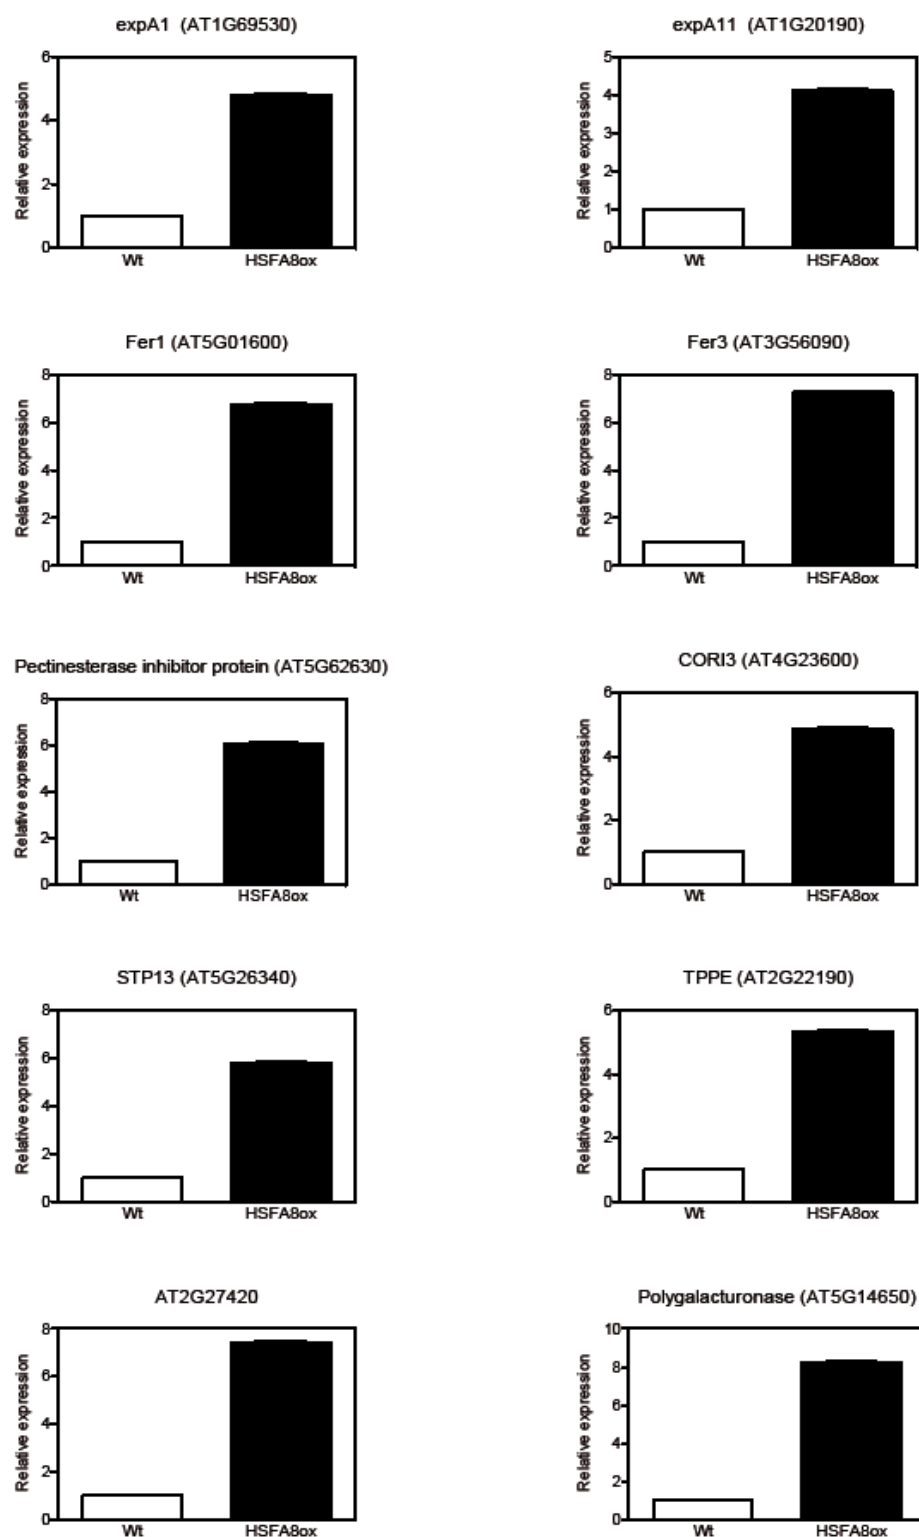 expA1 (AT1G69530)
6
4
2
0
Relative expression
Wt
HSFA8ox
expA11 (AT1G20190)
5
4
3
2
1
0
Relative expression
Wt
HSFA8ox
Fer1 (AT5G01600)
8
6
4
2
0
Relative expression
Wt
HSFA8ox
Fer3 (AT3G56090)
8
6
4
2
0
Relative expression
Wt
HSFA8ox
Pectinesterase inhibitor protein (AT5G62630)
8
6
4
2
0
Relative expression
Wt
HSFA8ox
CORI3 (AT4G23600)
6
4
2
0
Relative expression
Wt
HSFA8ox
STP13 (AT5G26340)
8
6
4
2
0
Relative expression
Wt
HSFA8ox
TPPE (AT2G22190)
6
4
2
0
Relative expression
Wt
HSFA8ox
AT2G27420
8
6
4
2
0
Relative expression
Wt
HSFA8ox
Polygalacturonase (AT5G14650)
10
8
6
4
2
0
Relative expression
Wt
HSFA8ox